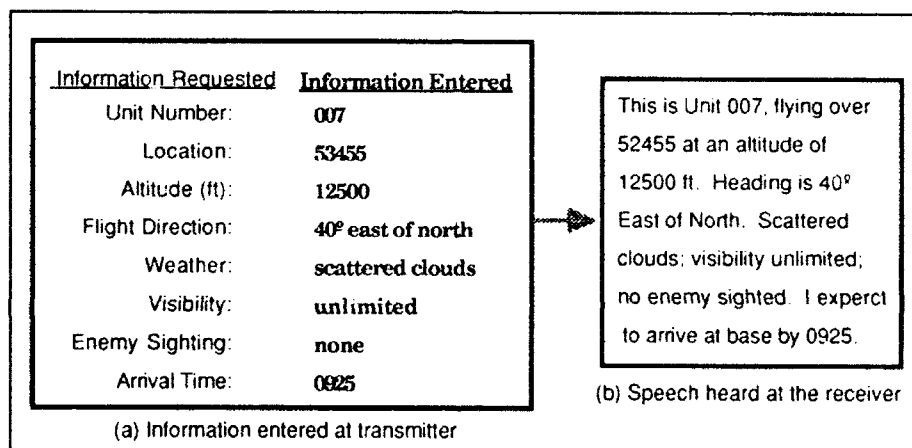 Information Requested Information Entered
Unit Number: 007
Location: 53455
Altitude (ft): 12500
Flight Direction: 40º east of north
Weather: scattered clouds
Visibility: unlimited
Enemy Sighting: none
Arrival Time: 0925
(a) Information entered at transmitter
This is Unit 007, flying over
52455 at an altitude of
12500 ft. Heading is 40º
East of North. Scattered
clouds; visibility unlimited;
no enemy sighted. I experct
to arrive at base by 0925.
(b) Speech heard at the receiver